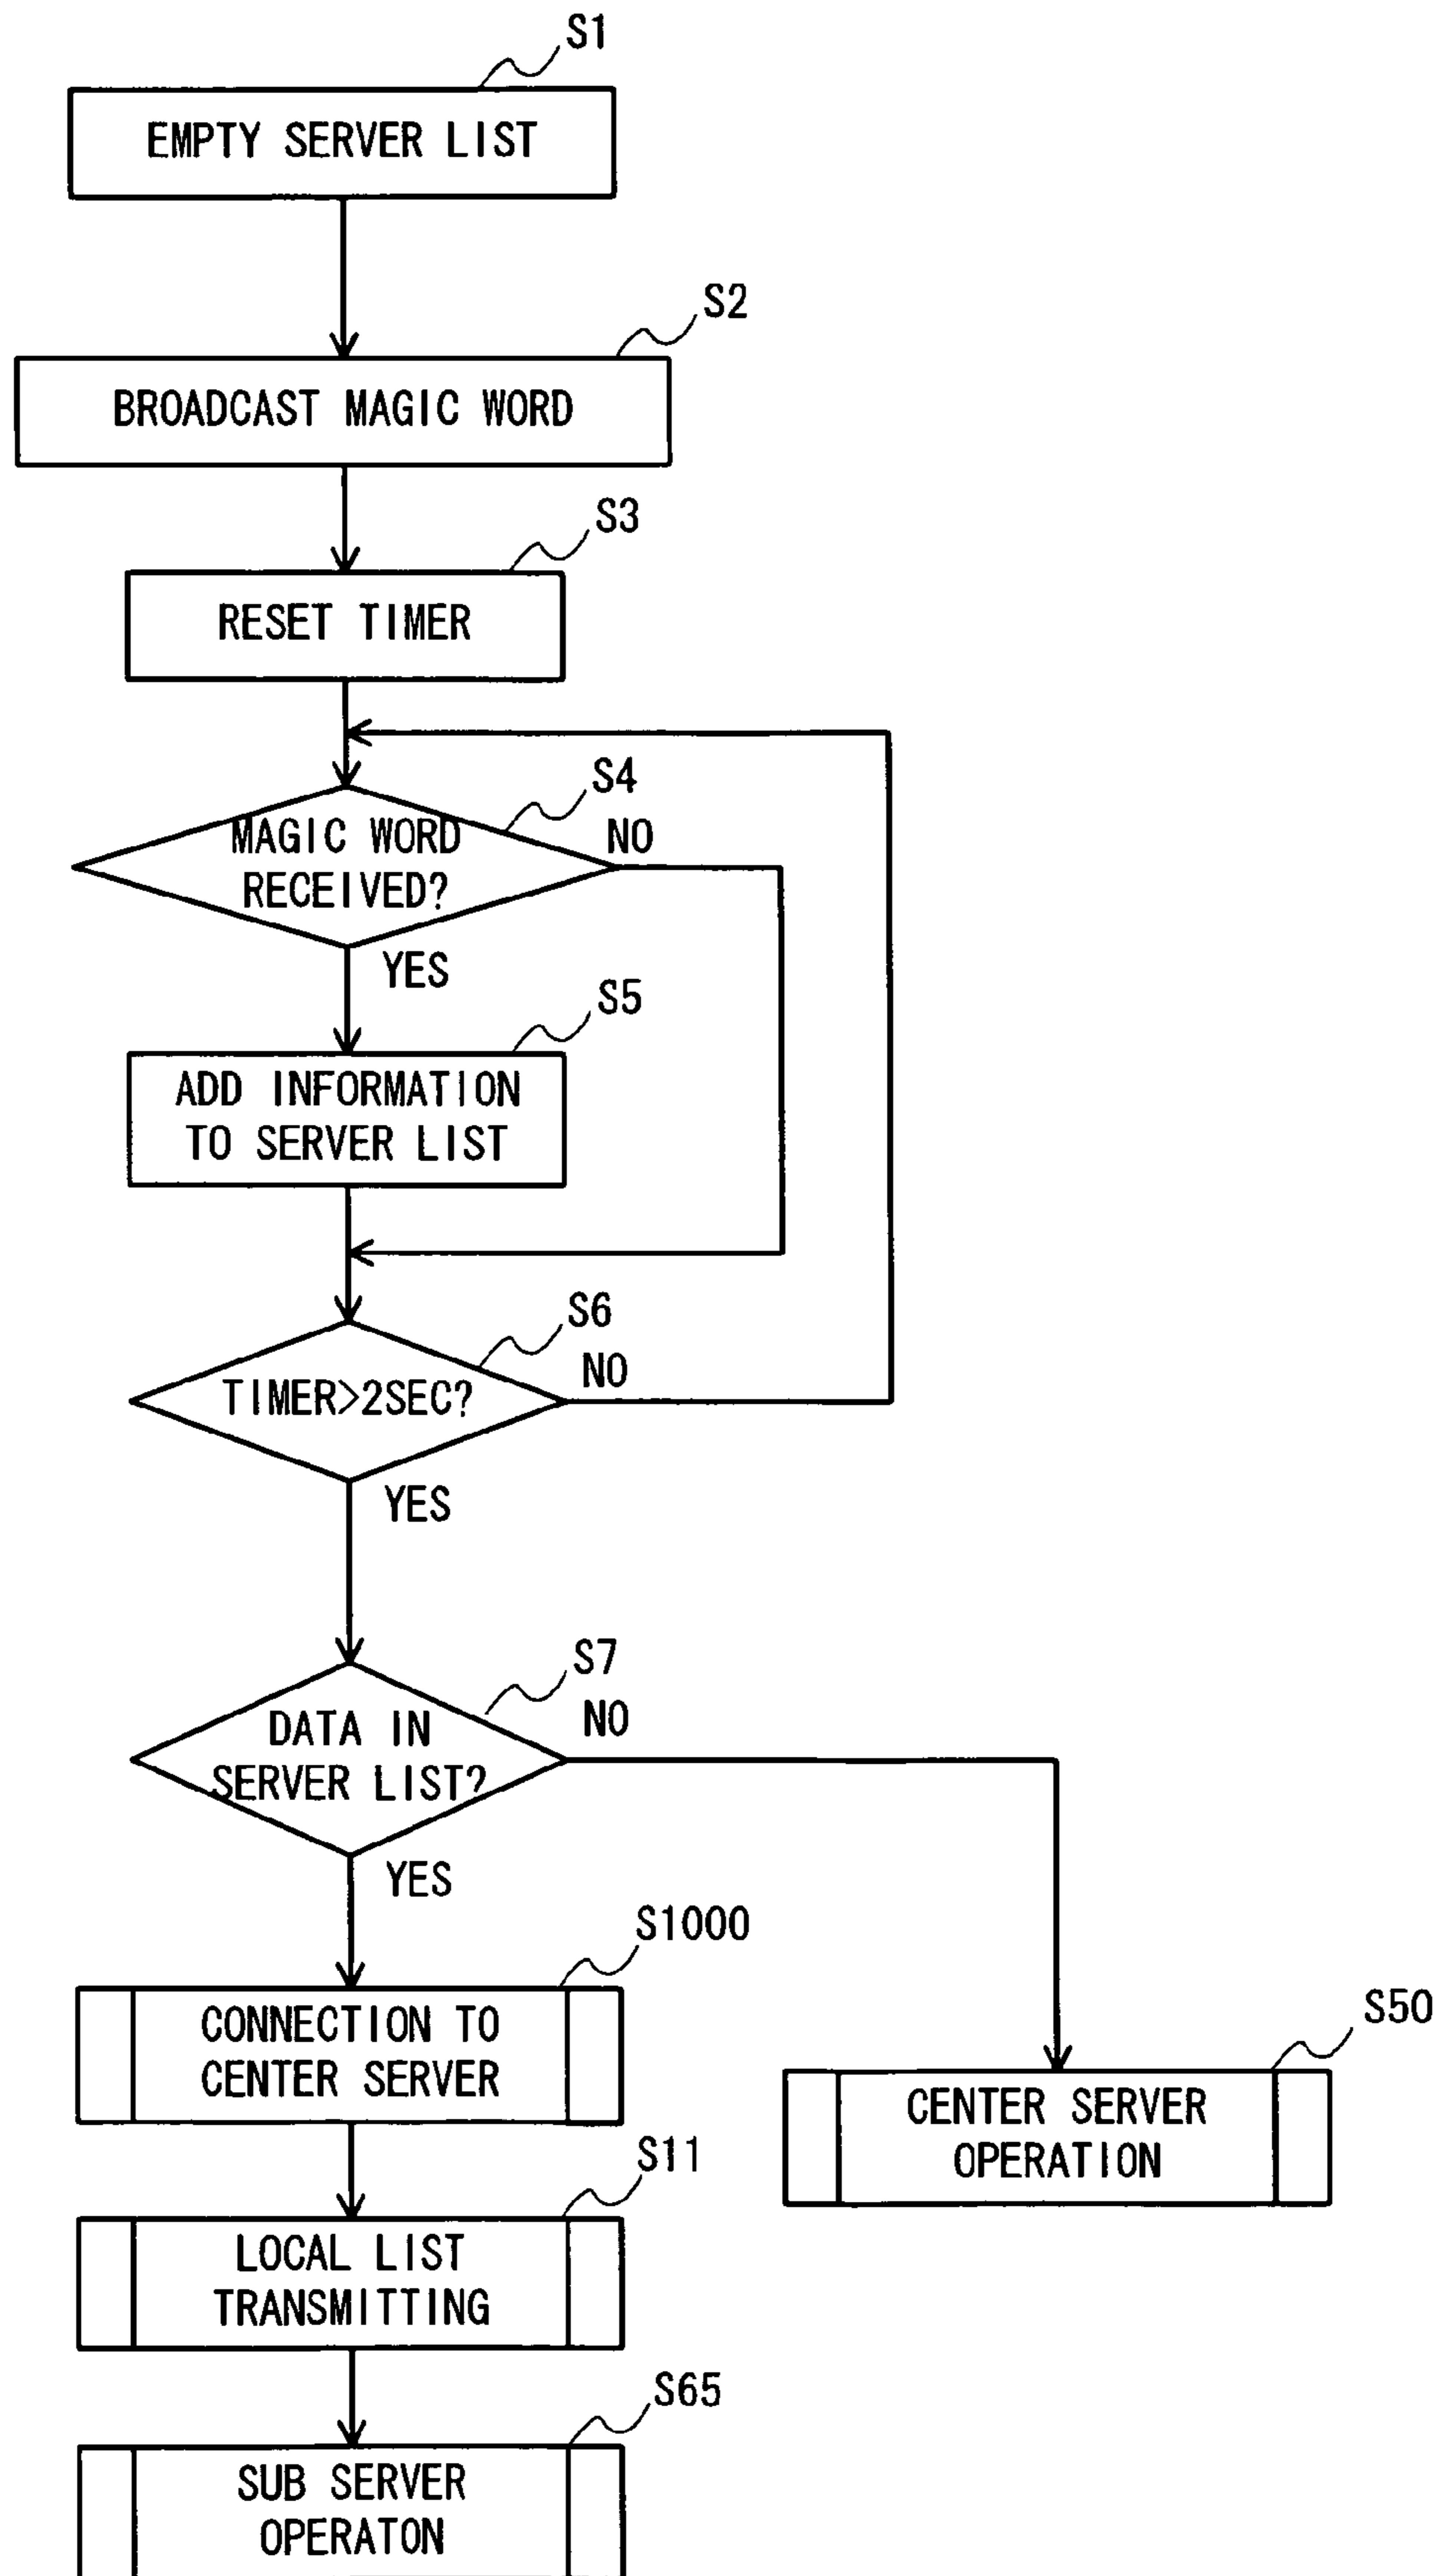 S1
EMPTY SERVER LIST
S2
BROADCAST MAGIC WORD
S3
RESET TIMER
S4
MAGIC WORD
RECEIVED?
NO
YES
S5
ADD INFORMATION
TO SERVER LIST
S6
TIMER>2SEC?
NO
YES
S7
DATA IN
SERVER LIST?
NO
YES
S1000
CONNECTION TO
CENTER SERVER
S50
CENTER SERVER
OPERATION
S11
LOCAL LIST
TRANSMITTING
S65
SUB SERVER
OPERATON